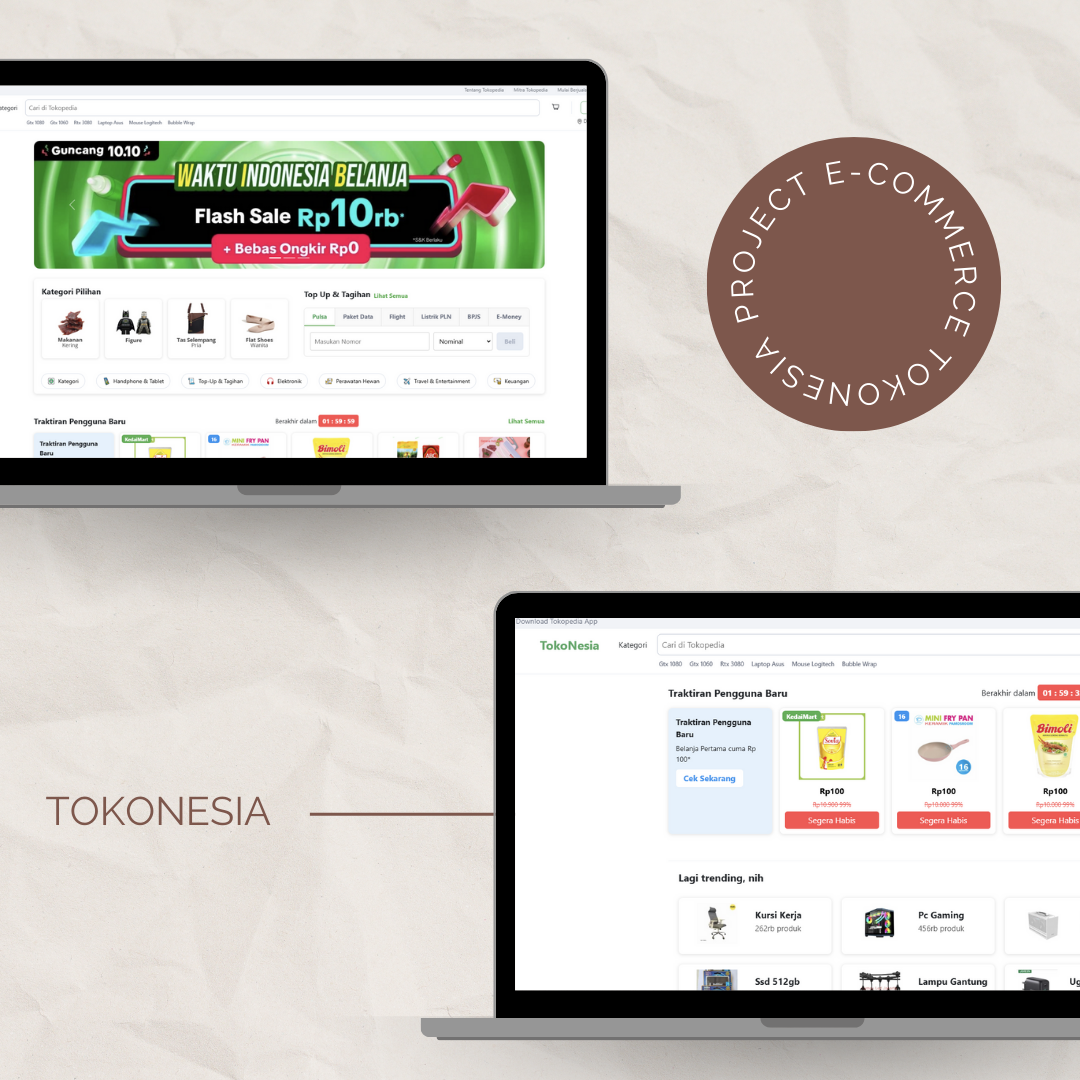 Tentang Tokopedia Mitra Tokopedia Mulai Berjuala
ategori Cari di Tokopedia
Gtx 1080 Gtx 1060 Rtx 3080 Laptop Asus Mouse Logitech Bubble Wrap
Guncang 10.10
WAKTU INDONESIA BELANJA
Flash Sale Rp10rb*
*S&K Berlaku
+ Bebas Ongkir Rp0
Kategori Pilihan
Makanan Kering
Figure
Tas Selempang Pria
Flat Shoes Wanita
Top Up & Tagihan Lihat Semua
Pulsa Paket Data Flight Listrik PLN BPJS E-Money
Masukan Nomor Nominal Beli
Kategori Handphone & Tablet Top-Up & Tagihan Elektronik Perawatan Hewan Travel & Entertainment Keuangan
Traktiran Pengguna Baru Berakhir dalam 01 : 59 : 59 Lihat Semua
Traktiran Pengguna Baru
KedaiMart
16 MINI FRY PAN
Bimoli
ABC
PROJECT E-COMMERCE TOKONESIA
TOKONESIA
Download Tokopedia App
TokoNesia Kategori Cari di Tokopedia
Gtx 1080 Gtx 1060 Rtx 3080 Laptop Asus Mouse Logitech Bubble Wrap
Traktiran Pengguna Baru Berakhir dalam 01 : 59 : 3
Traktiran Pengguna
Baru
Belanja Pertama cuma Rp
100*
Cek Sekarang
KedaiMart
Rp100
Rp10.900 99%
Segera Habis
16 MINI FRY PAN
16
Rp100
Rp10.000 99%
Segera Habis
Bimoli
Rp100
Rp10.000 99%
Segera Habis
Lagi trending, nih
Kursi Kerja
262rb produk
Pc Gaming
456rb produk
Ssd 512gb
Lampu Gantung
Ug